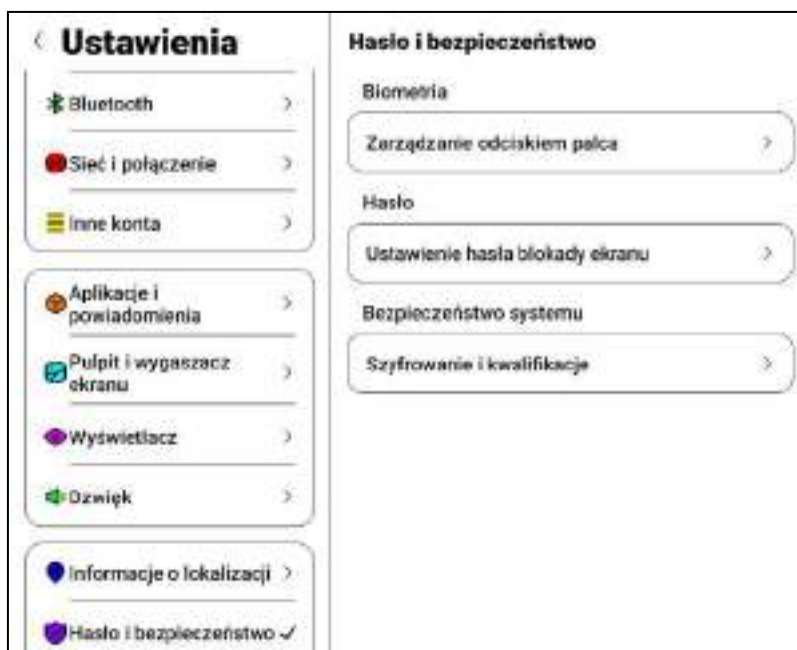 Ustawienia
Bluetooth
Sieć i połączenie
Inne konta
Aplikacje i
powiadomienia
Pulpit i wygaszacz
ekranu
Wyświetlacz
Dzwięk
Informacje o lokalizacji
Hasło i bezpieczeństwo
Hasło i bezpieczeństwo
Biometria
Zarządzanie odciskiem palca
Hasło
Ustawienie hasła blokady ekranu
Bezpieczeństwo systemu
Szyfrowanie i kwalifikacje